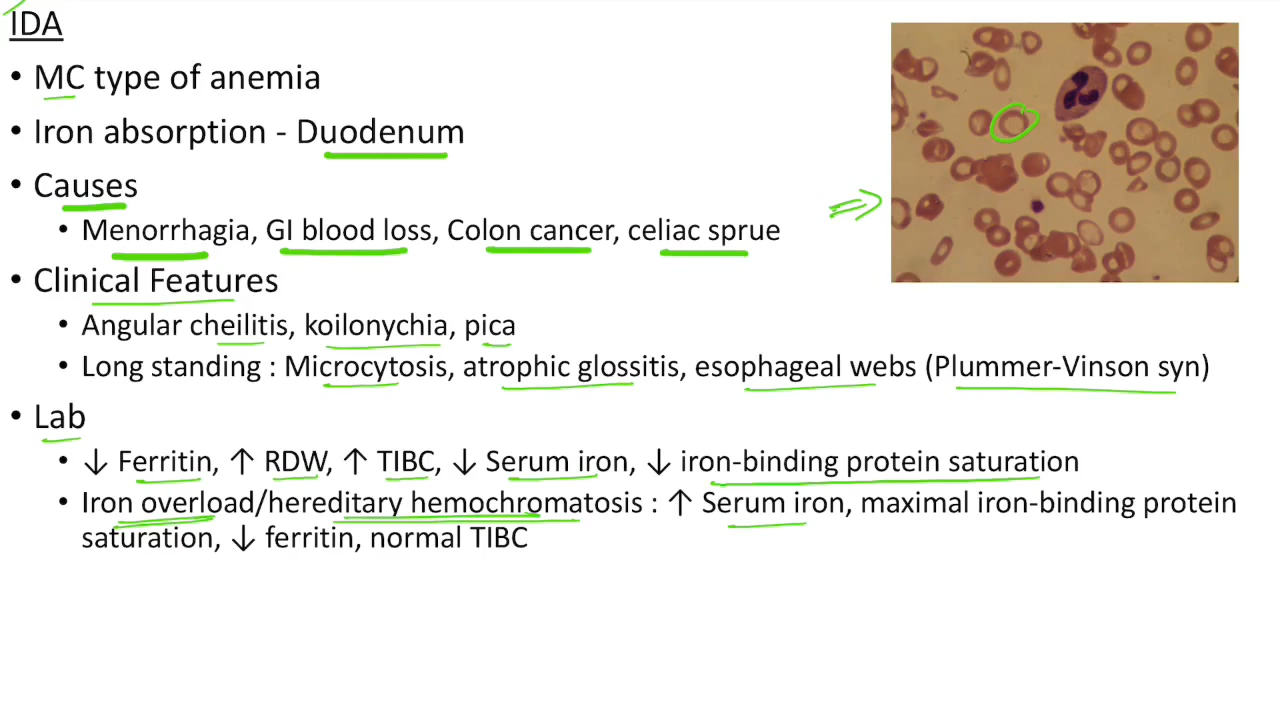 IDA
• MC type of anemia
• Iron absorption - Duodenum
• Causes
• Menorrhagia, GI blood loss, Colon cancer, celiac sprue
• Clinical Features
• Angular cheilitis, koilonychia, pica
• Long standing : Microcytosis, atrophic glossitis, esophageal webs (Plummer-Vinson syn)
• Lab
• ↓ Ferritin, ↑ RDW, ↑ TIBC, ↓ Serum iron, ↓ iron-binding protein saturation
• Iron overload/hereditary hemochromatosis : ↑ Serum iron, maximal iron-binding protein
saturation, ↓ ferritin, normal TIBC